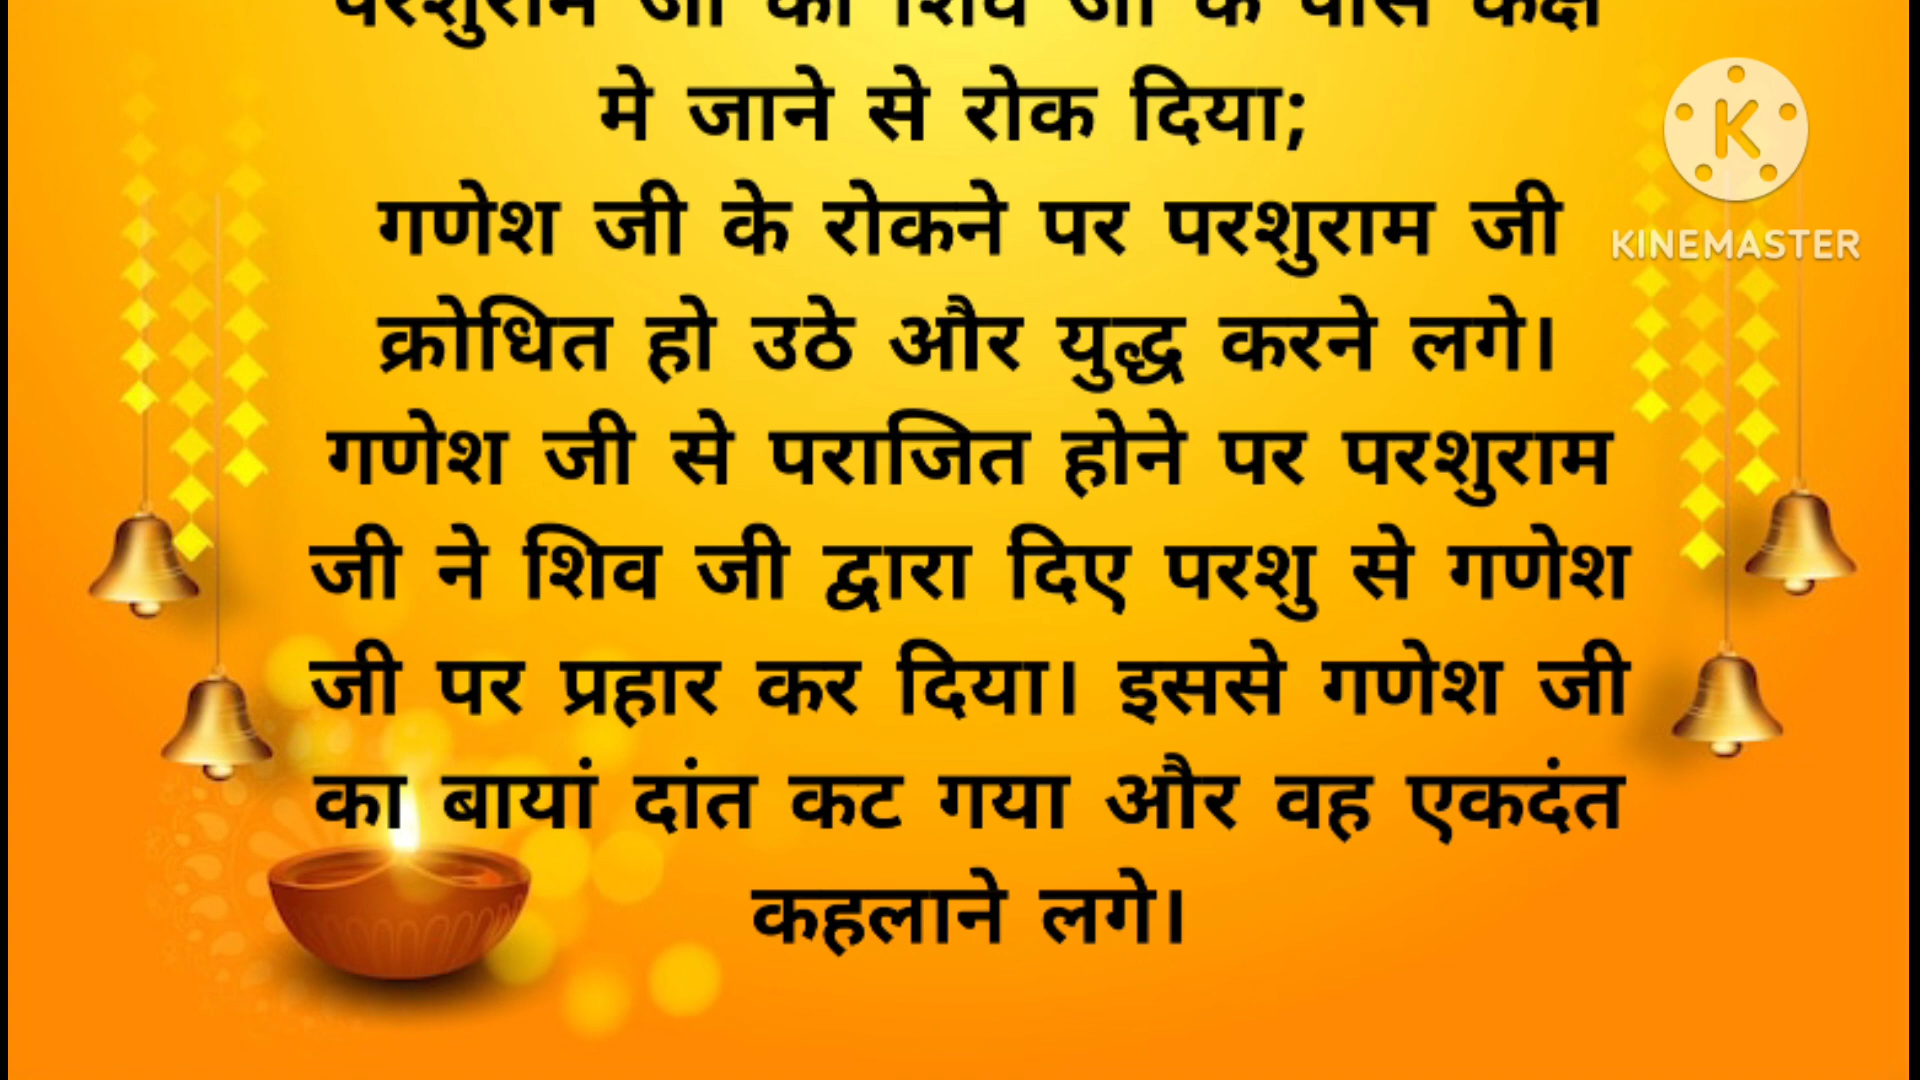 परशुराम जी को शिव जी के पास कक्ष
मे जाने से रोक दिया;
गणेश जी के रोकने पर परशुराम जी
क्रोधित हो उठे और युद्ध करने लगे।
गणेश जी से पराजित होने पर परशुराम
जी ने शिव जी द्वारा दिए परशु से गणेश
जी पर प्रहार कर दिया। इससे गणेश जी
का बायां दांत कट गया और वह एकदंत
कहलाने लगे।
K
KINEMASTER